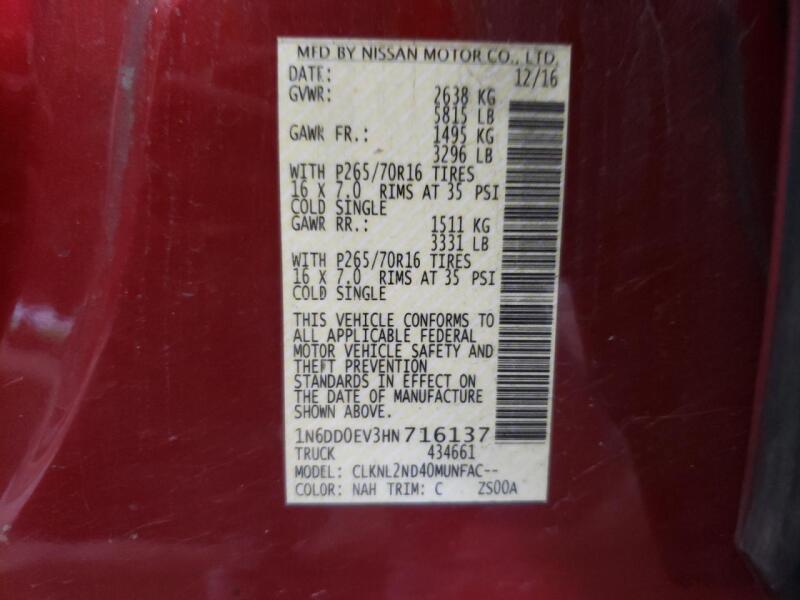 MFD BY NISSAN MOTOR CO., LTD.
DATE: 12/16
GVWR: 2638 KG
5815 LB
GAWR FR.: 1495 KG
3296 LB
WITH P265/70R16 TIRES
16 X 7.0 RIMS AT 35 PSI
COLD SINGLE
GAWR RR.: 1511 KG
3331 LB
WITH P265/70R16 TIRES
16 X 7.0 RIMS AT 35 PSI
COLD SINGLE
THIS VEHICLE CONFORMS TO
ALL APPLICABLE FEDERAL
MOTOR VEHICLE SAFETY AND
THEFT PREVENTION
STANDARDS IN EFFECT ON
THE DATE OF MANUFACTURE
SHOWN ABOVE.
1N6DD0EV3HN716137
TRUCK 434661
MODEL: CLKNL2ND40MUNFAC--
COLOR: NAH TRIM: C ZS00A